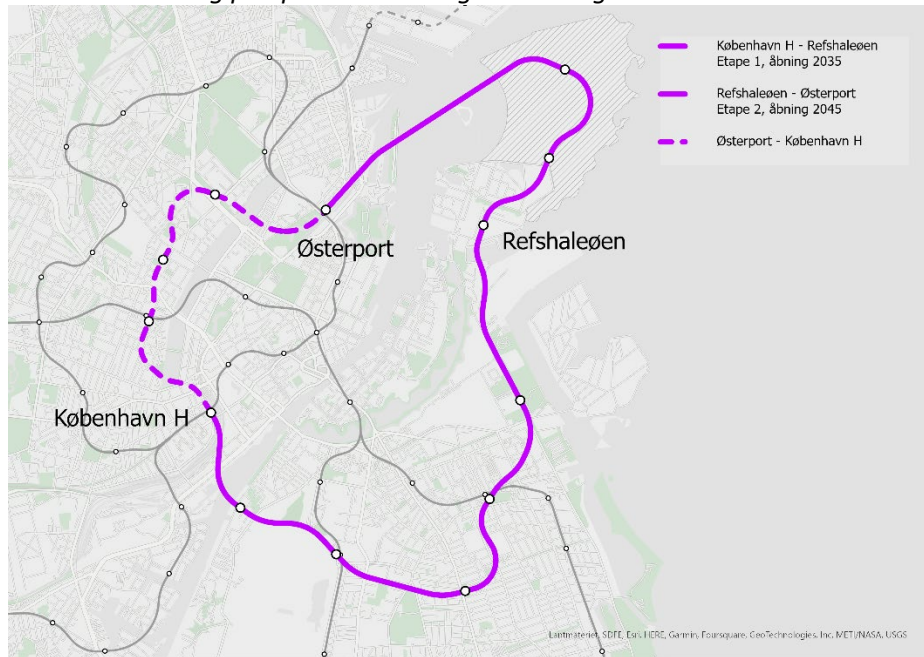 København H - Refshaleøen
Etape 1, åbning 2035
Refshaleøen - Østerport
Etape 2, åbning 2045
Østerport - København H
Østerport
Refshaleøen
København H
Lantmäteriet, SDFE, Esri, HERE, Garmin, Foursquare, GeoTechnologies, Inc, METI/NASA, USGS